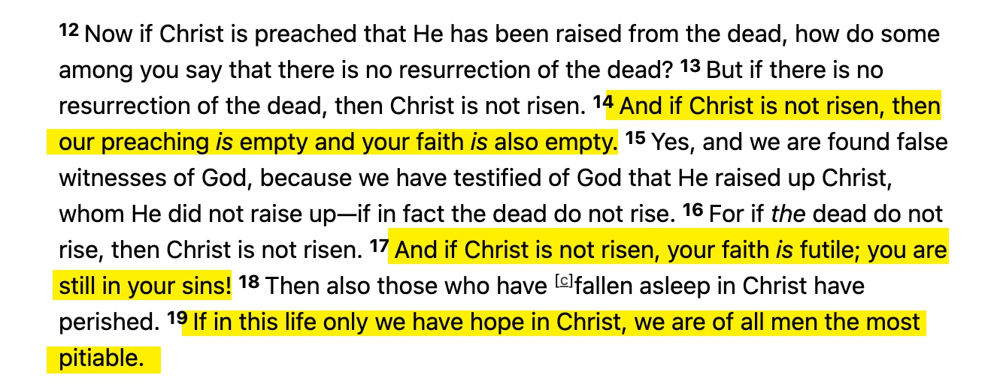 12 Now if Christ is preached that He has been raised from the dead, how do some
among you say that there is no resurrection of the dead? 13 But if there is no
resurrection of the dead, then Christ is not risen. 14 And if Christ is not risen, then
our preaching is empty and your faith is also empty. 15 Yes, and we are found false
witnesses of God, because we have testified of God that He raised up Christ,
whom He did not raise up—if in fact the dead do not rise. 16 For if the dead do not
rise, then Christ is not risen. 17 And if Christ is not risen, your faith is futile; you are
still in your sins! 18 Then also those who have [c]fallen asleep in Christ have
perished. 19 If in this life only we have hope in Christ, we are of all men the most
pitiable.